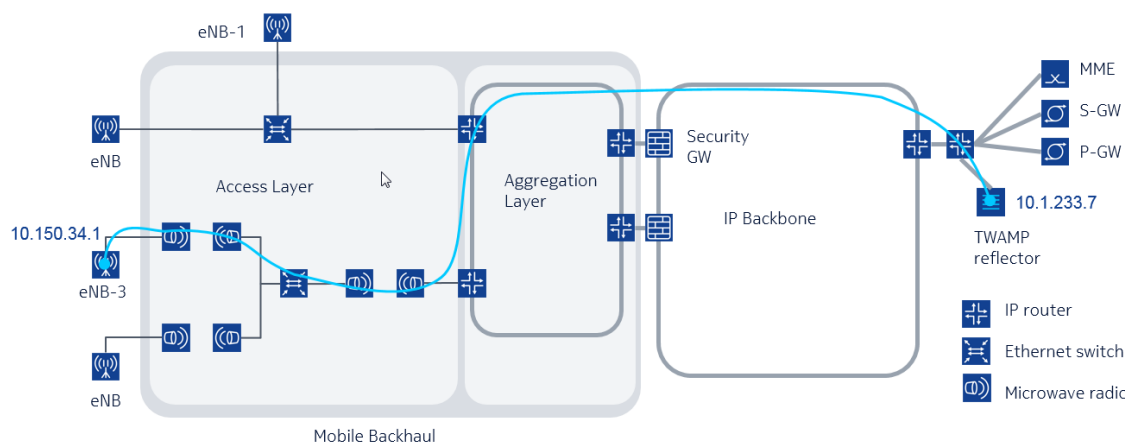 eNB-1
MME
S-GW
P-GW
eNB
Security
GW
Access Layer
Aggregation
Layer
IP Backbone
10.150.34.1
eNB-3
10.1.233.7
TWAMP
reflector
IP router
Ethernet switch
Microwave radio
eNB
Mobile Backhaul